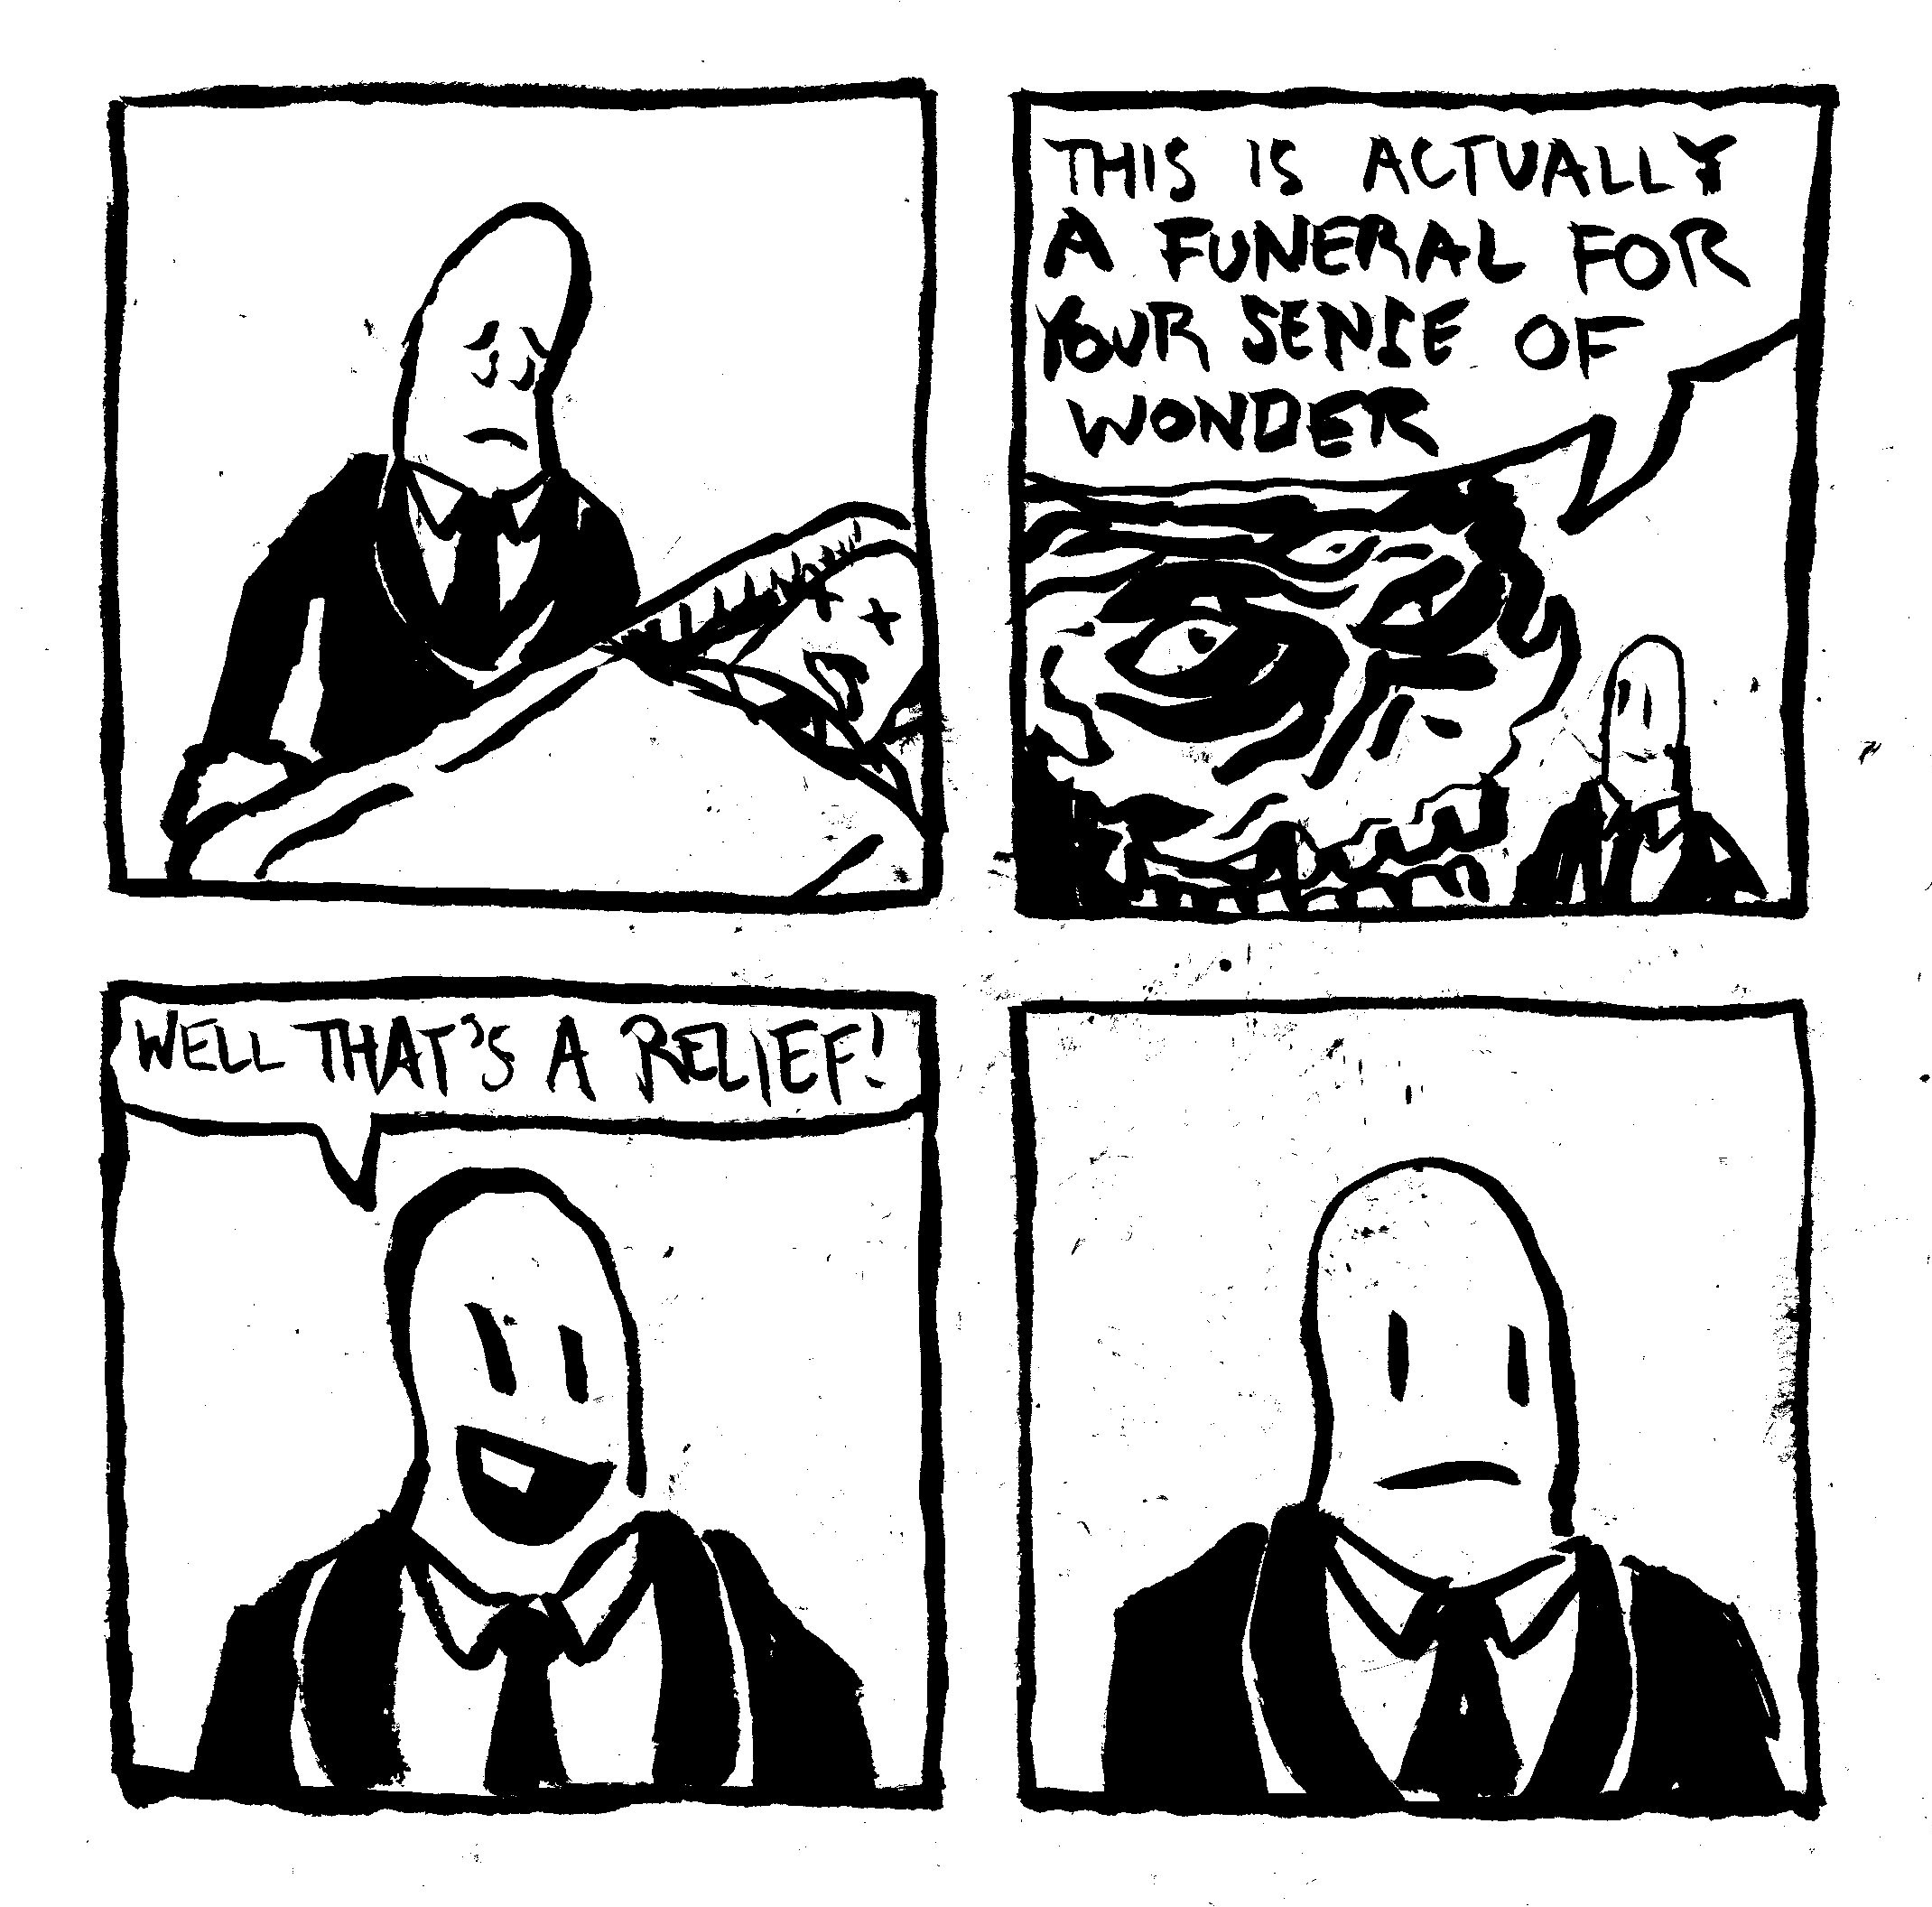 THIS IS ACTUALLY
A FUNERAL FOR
YOUR SENSE OF
WONDER
WELL THAT'S A RELIEF!